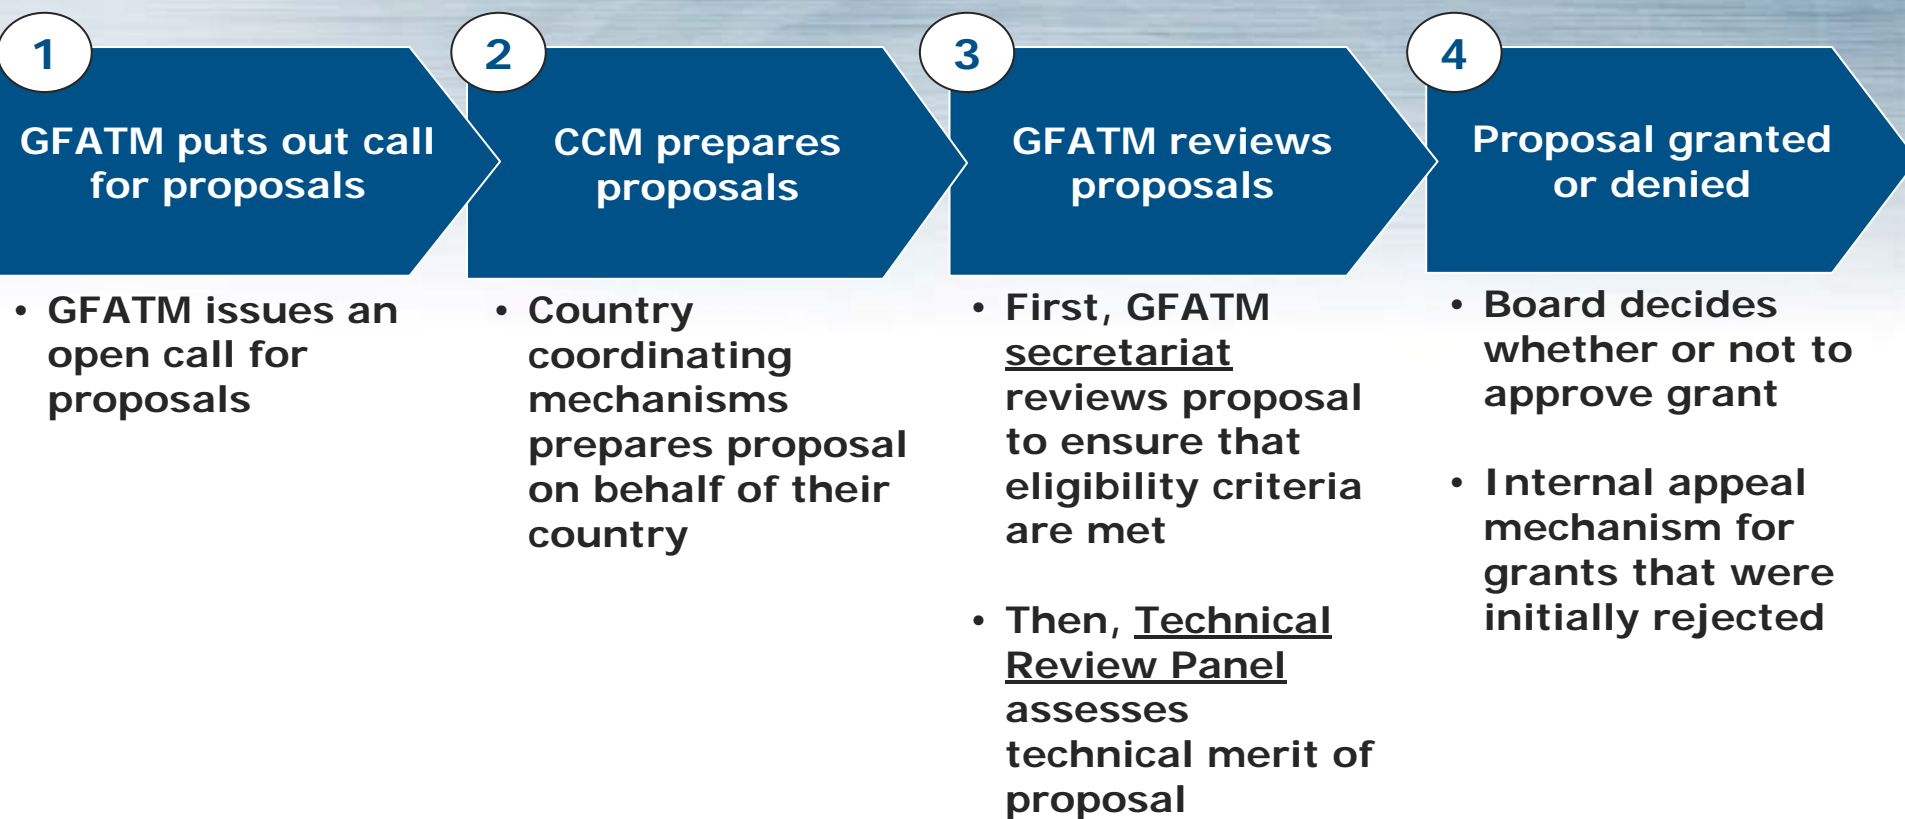 1
GFATM puts out call
for proposals
• GFATM issues an
open call for
proposals
2
CCM prepares
proposals
• Country
coordinating
mechanisms
prepares proposal
on behalf of their
country
3
GFATM reviews
proposals
• First, GFATM
secretariat
reviews proposal
to ensure that
eligibility criteria
are met
• Then, Technical
Review Panel
assesses
technical merit of
proposal
4
Proposal granted
or denied
• Board decides
whether or not to
approve grant
• Internal appeal
mechanism for
grants that were
initially rejected